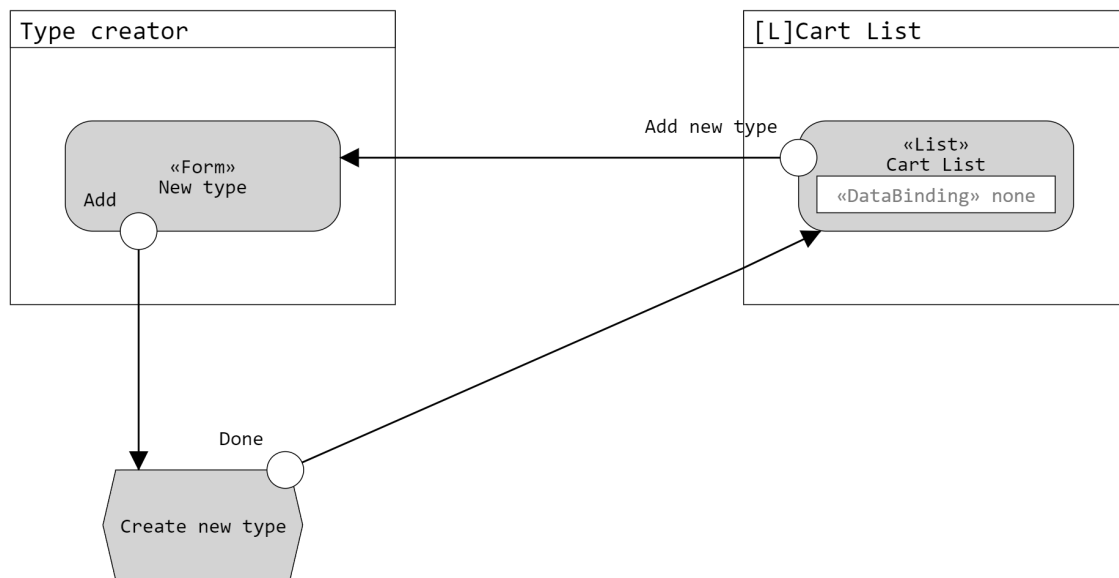 Type creator
[L]Cart List
Add new type
«List»
Cart List
«DataBinding» none
«Form»
New type
Add
Done
Create new type